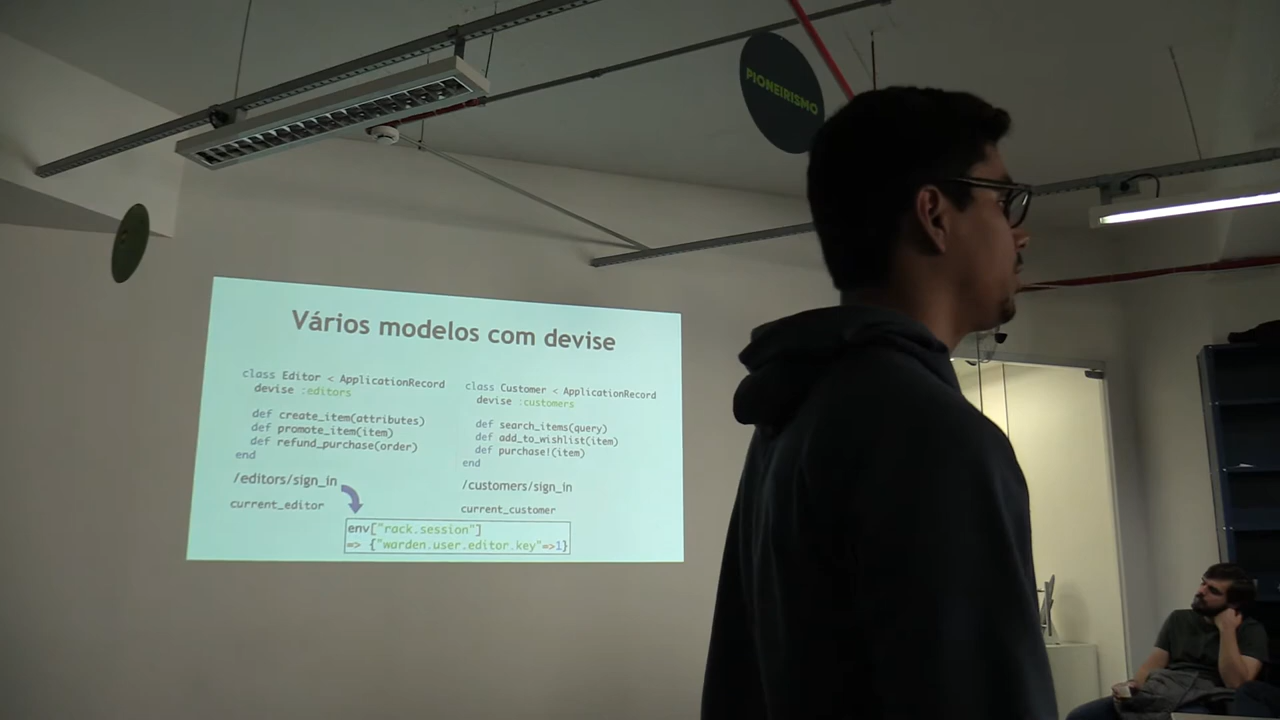 PIONEIRISMO
Vários modelos com devise
class Editor < ApplicationRecord
devise :editors
def create_item(attributes)
def promote_item(item)
def refund_purchase(order)
end
/editors/sign_in
current_editor
class Customer < ApplicationRecord
devise :customers
def search_items(query)
def add_to_wishlist(item)
def purchase!(item)
end
/customers/sign_in
current_customer
env["rack.session"]
=> {"warden.user.editor.key"=>1}